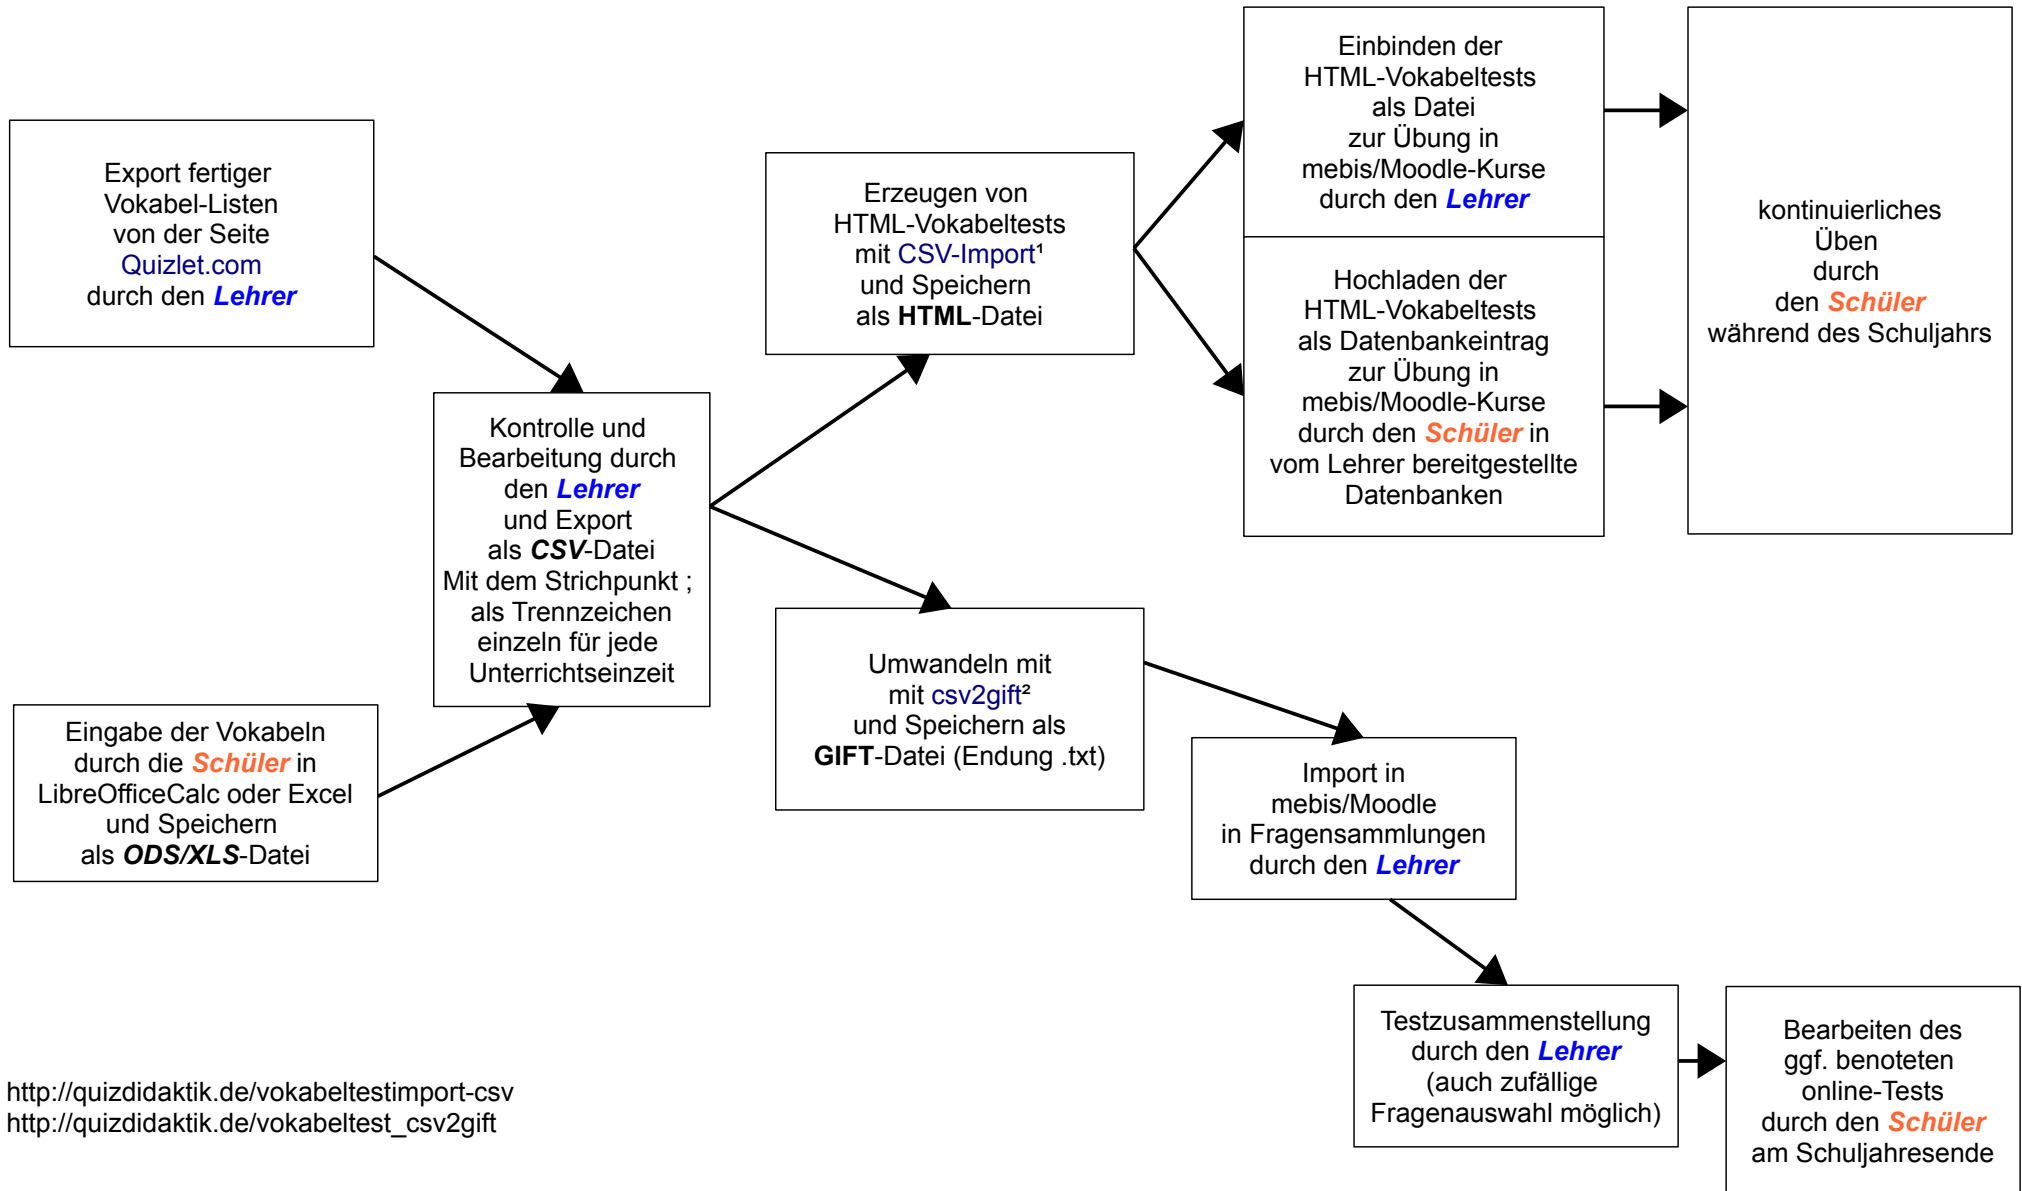 Export fertiger
Vokabel-Listen
von der Seite
Quizlet.com
durch den Lehrer
Eingabe der Vokabeln
durch die Schüler in
LibreOfficeCalc oder Excel
und Speichern
als ODS/XLS-Datei
Kontrolle und
Bearbeitung durch
den Lehrer
und Export
als CSV-Datei
Mit dem Strichpunkt ;
als Trennzeichen
einzeln für jede
Unterrichtseinzeit
Erzeugen von
HTML-Vokabeltests
mit CSV-Import¹
und Speichern
als HTML-Datei
Einbinden der
HTML-Vokabeltests
als Datei
zur Übung in
mebis/Moodle-Kurse
durch den Lehrer
Hochladen der
HTML-Vokabeltests
als Datenbankeintrag
zur Übung in
mebis/Moodle-Kurse
durch den Schüler in
vom Lehrer bereitgestellte
Datenbanken
kontinuierliches
Üben
durch
den Schüler
während des Schuljahrs
Umwandeln mit
mit csv2gift²
und Speichern als
GIFT-Datei (Endung .txt)
Import in
mebis/Moodle
in Fragensammlungen
durch den Lehrer
Testzusammenstellung
durch den Lehrer
(auch zufällige
Fragenauswahl möglich)
Bearbeiten des
ggf. benoteten
online-Tests
durch den Schüler
am Schuljahresende
http://quizdidaktik.de/vokabeltestimport-csv
http://quizdidaktik.de/vokabeltest_csv2gift